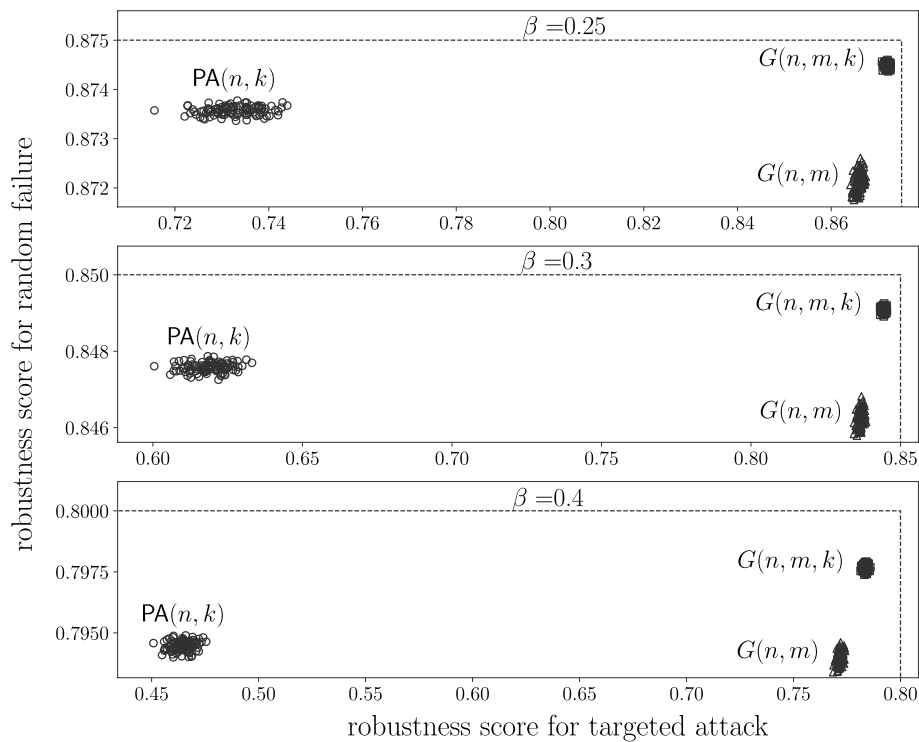 β =0.25
0.875
0.874
0.873
0.872
PA(n, k)
G(n, m, k)
G(n, m)
0.72 0.74 0.76 0.78 0.80 0.82 0.84 0.86
β =0.3
0.850
0.848
0.846
PA(n, k)
G(n, m, k)
G(n, m)
0.60 0.65 0.70 0.75 0.80 0.85
β =0.4
0.8000
0.7975
0.7950
PA(n, k)
G(n, m, k)
G(n, m)
0.45 0.50 0.55 0.60 0.65 0.70 0.75 0.80
robustness score for random failure
robustness score for targeted attack